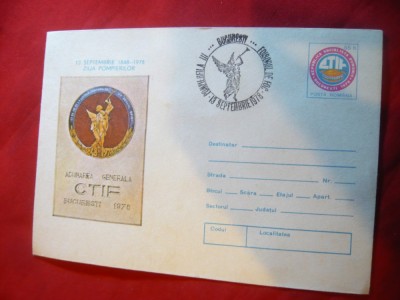 13 SEPTEMBRIE 1848-1978
ZIUA POMPIERILOR
ADUNAREA GENERALĂ
CTIF
BUCUREȘTI 1978
BUCUREȘTI
13 SEPTEMBRIE 1978
CTIF
POSTA ROMANA
Destinatar
Strada Nr.
Blocul Scara Etajul Apart.
Sectorul Județul
Codul Localitatea